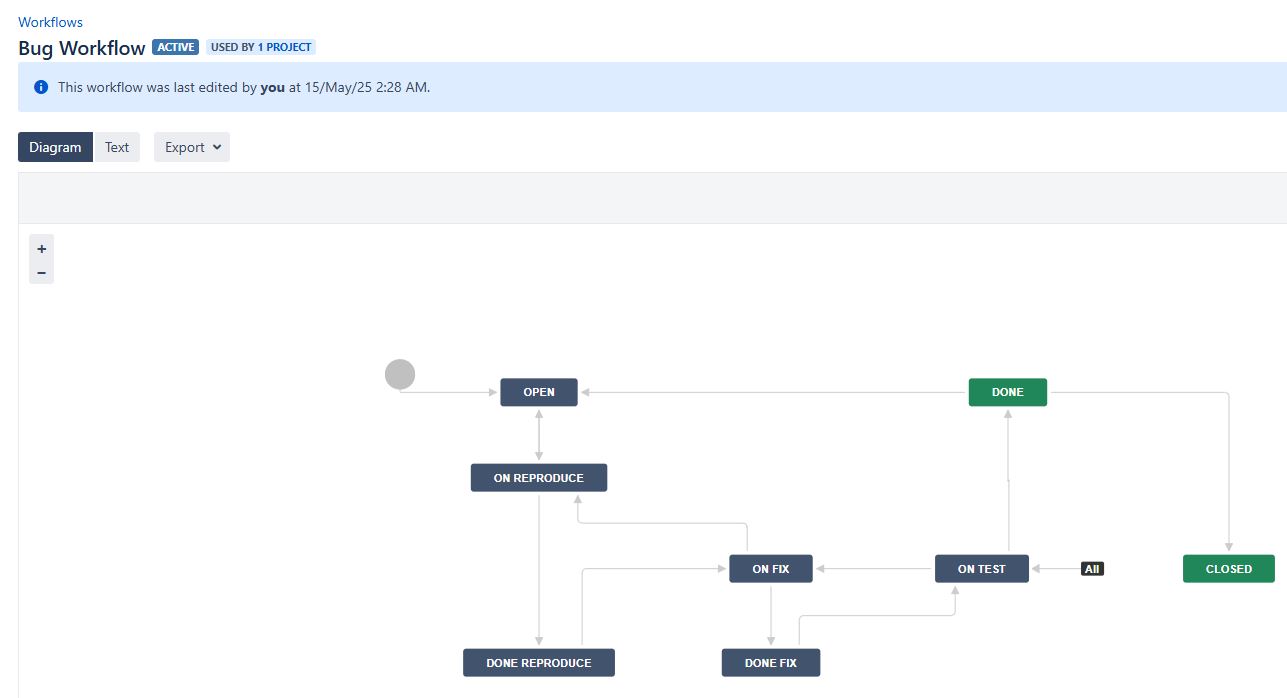 Workflows
Bug Workflow ACTIVE USED BY 1 PROJECT
This workflow was last edited by you at 15/May/25 2:28 AM.
Diagram Text Export
+
−
OPEN DONE
ON REPRODUCE
ON FIX ON TEST All CLOSED
DONE REPRODUCE DONE FIX